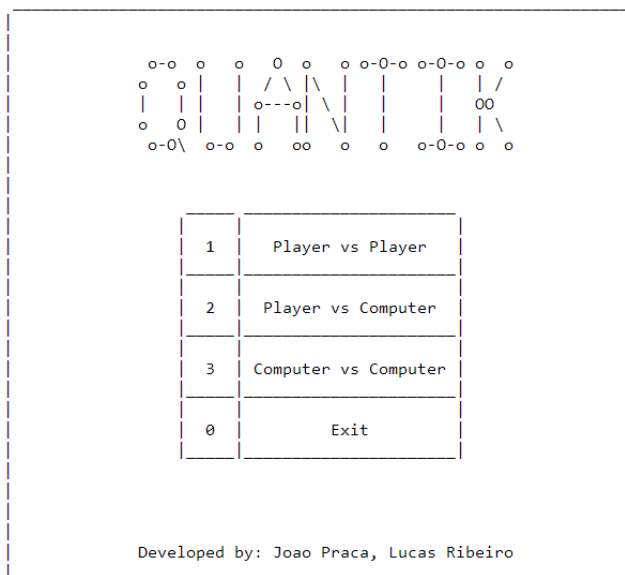 QUANTIK
1 Player vs Player
2 Player vs Computer
3 Computer vs Computer
0 Exit
Developed by: Joao Praca, Lucas Ribeiro